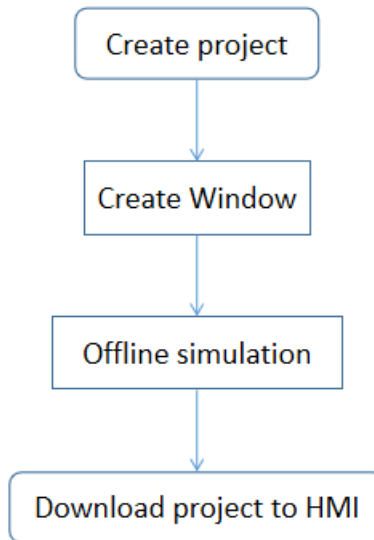 Create project
Create Window
Offline simulation
Download project to HMI